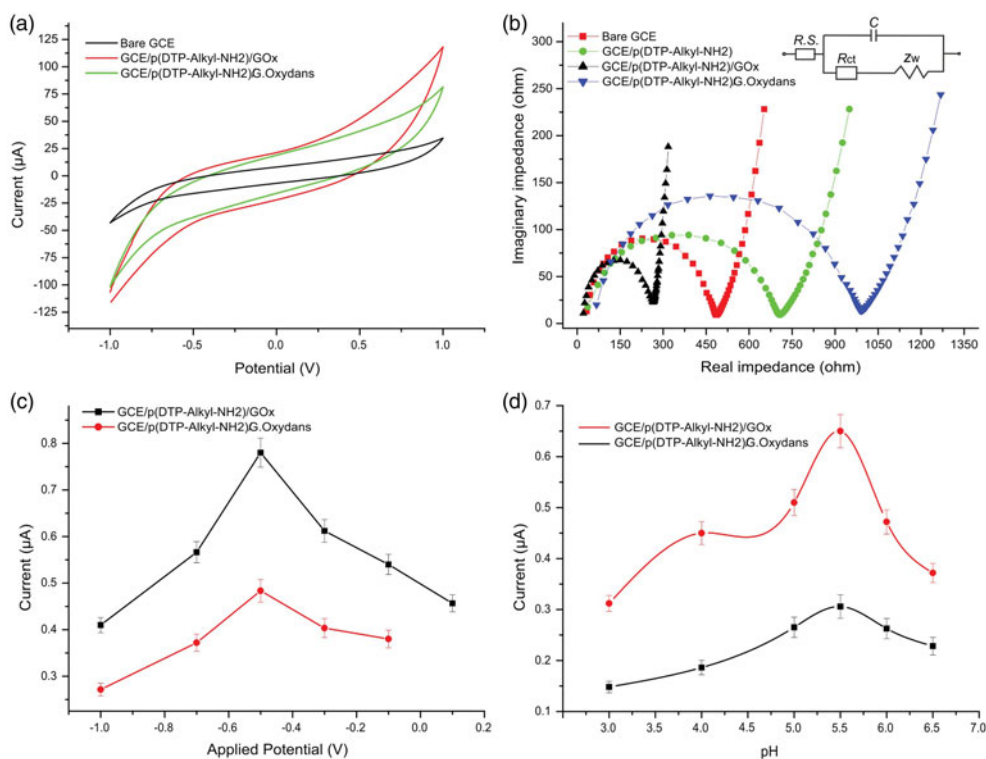 (a)
Bare GCE
GCE/p(DTP-Alkyl-NH2)/GOx
GCE/p(DTP-Alkyl-NH2)G.Oxydans
125
100
75
50
25
0
-25
-50
-75
-100
-125
Current (µA)
-1.0
-0.5
0.0
0.5
1.0
Potential (V)
(b)
Bare GCE
GCE/p(DTP-Alkyl-NH2)
GCE/p(DTP-Alkyl-NH2)/GOx
GCE/p(DTP-Alkyl-NH2)G.Oxydans
R.S.
C
Rct
Zw
300
250
200
150
100
50
0
Imaginary impedance (ohm)
0
150
300
450
600
750
900
1050
1200
1350
Real impedance (ohm)
(c)
GCE/p(DTP-Alkyl-NH2)/GOx
GCE/p(DTP-Alkyl-NH2)G.Oxydans
0.8
0.7
0.6
0.5
0.4
0.3
Current (µA)
-1.0
-0.8
-0.6
-0.4
-0.2
0.0
0.2
Applied Potential (V)
(d)
GCE/p(DTP-Alkyl-NH2)/GOx
GCE/p(DTP-Alkyl-NH2)G.Oxydans
0.7
0.6
0.5
0.4
0.3
0.2
0.1
Current (µA)
3.0
3.5
4.0
4.5
5.0
5.5
6.0
6.5
7.0
pH